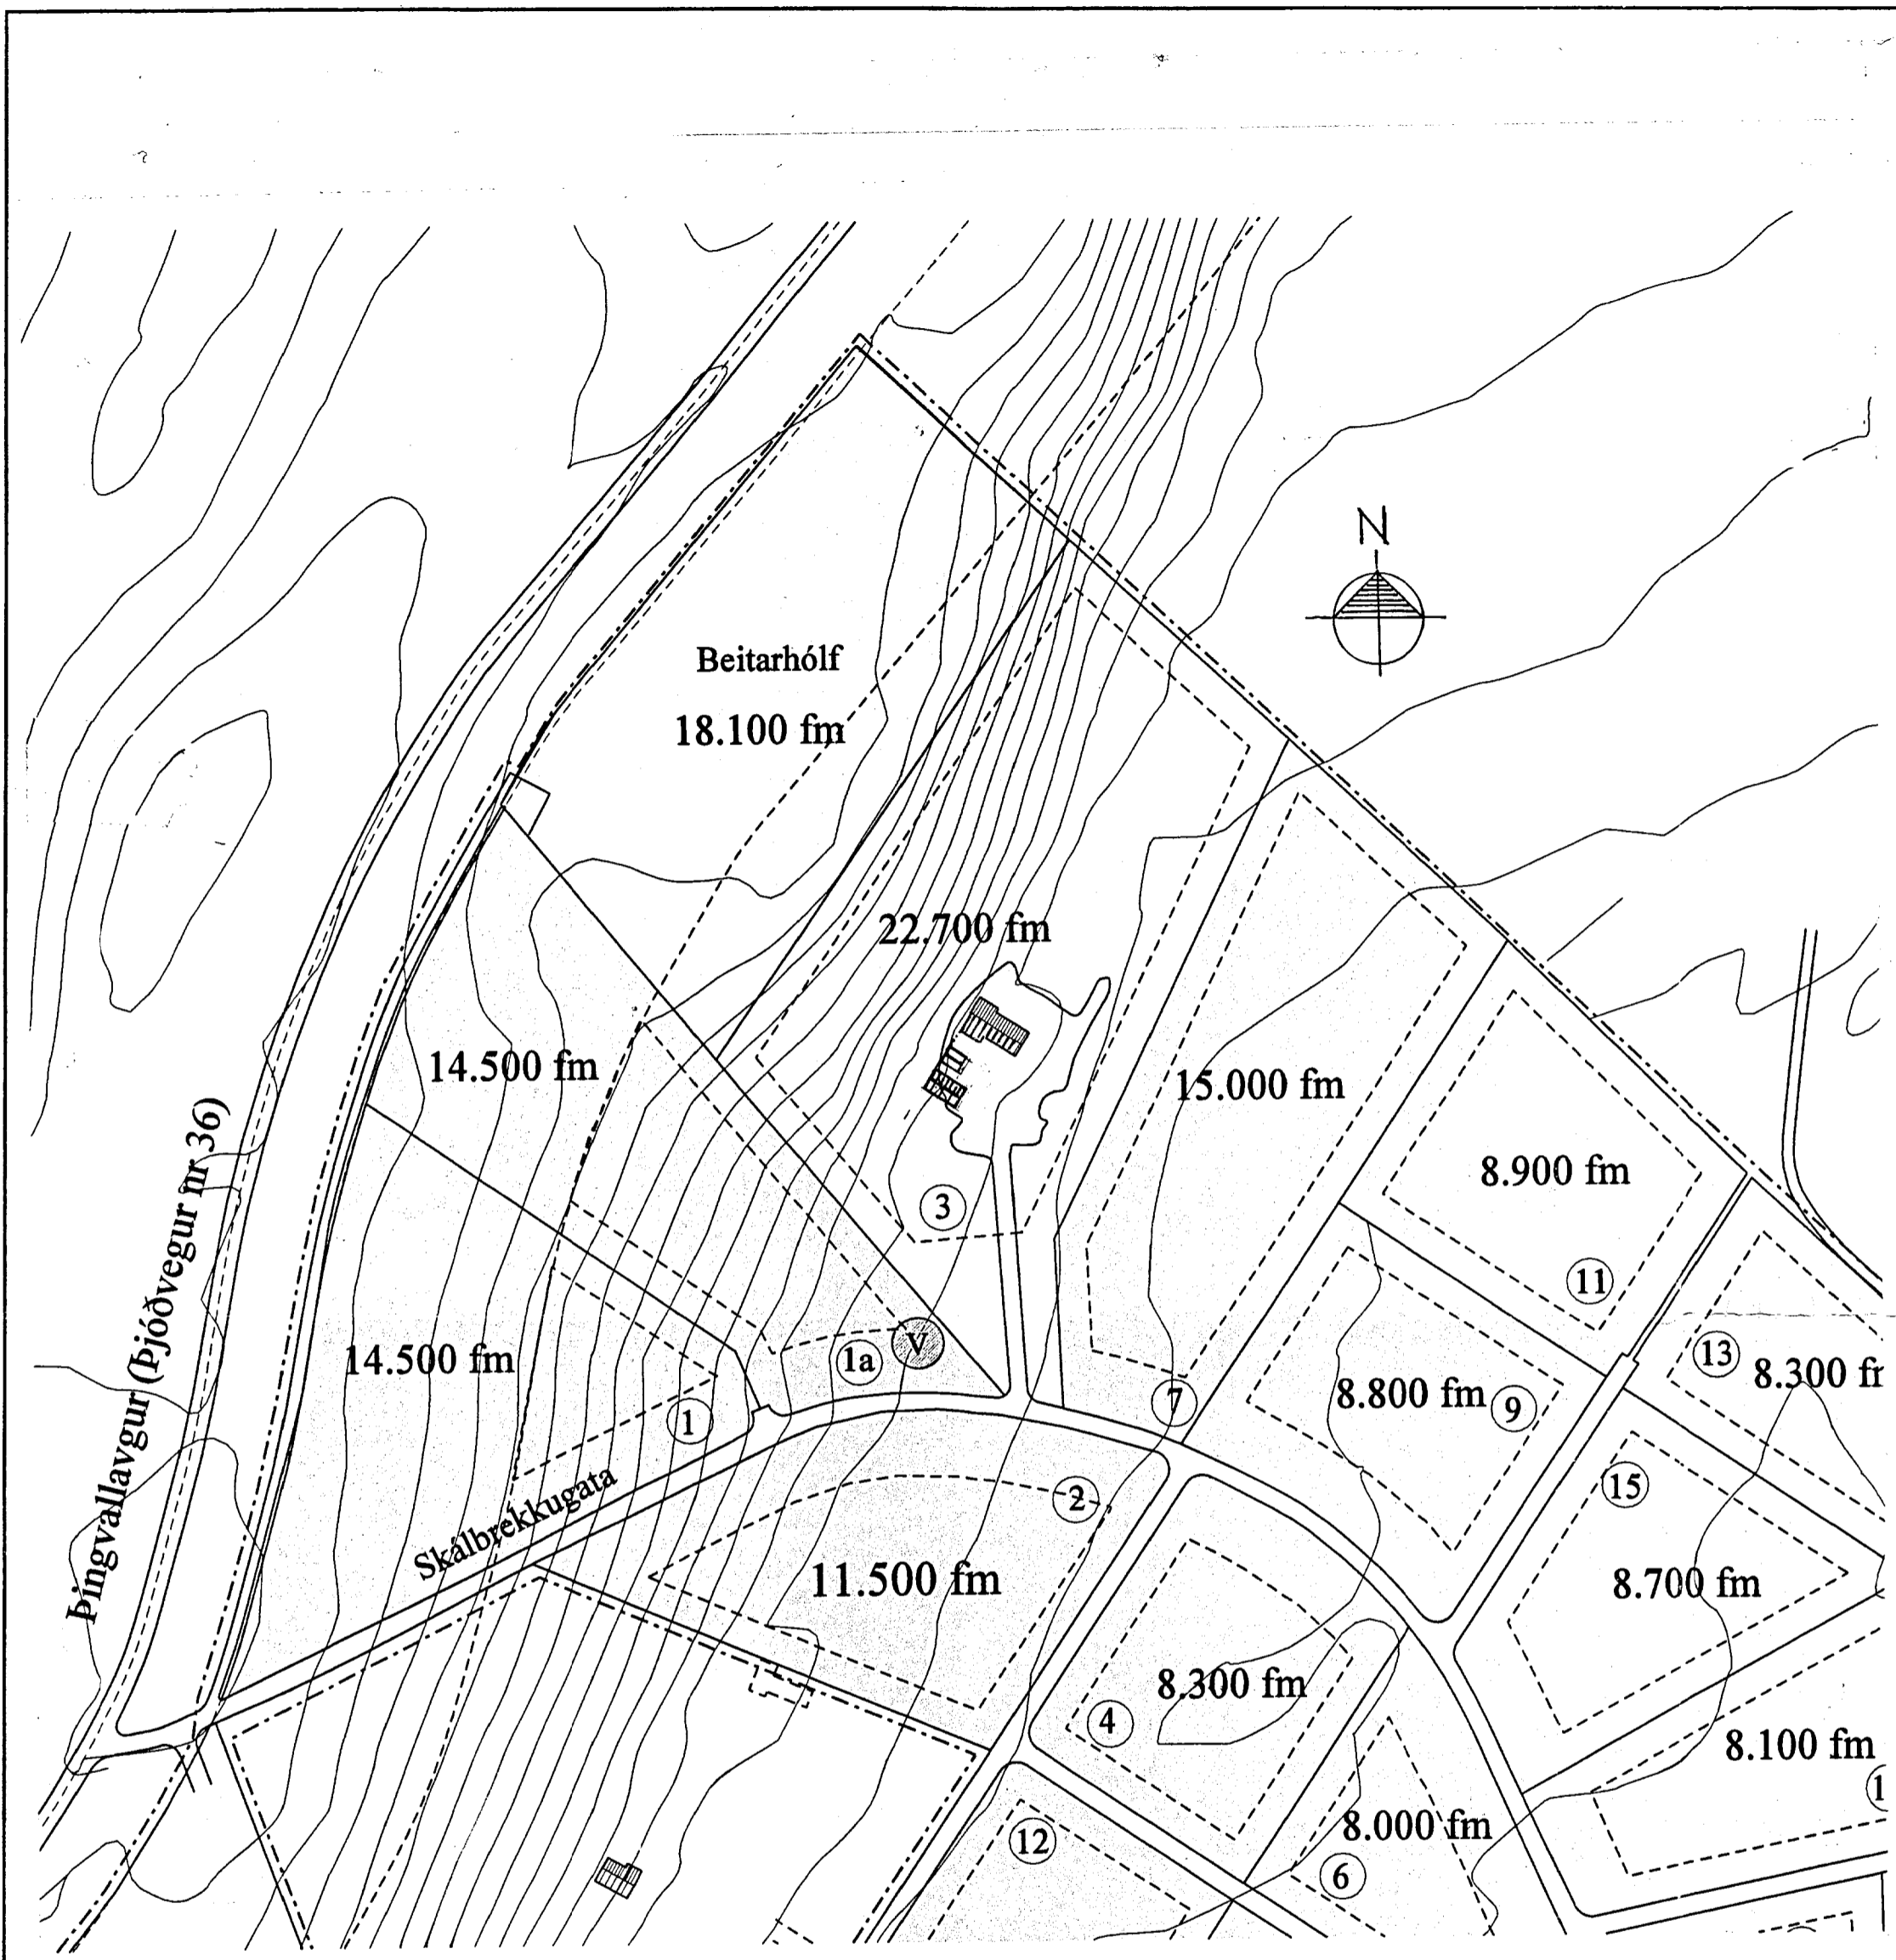 N
Beitarhólf
18.100 fm
22.700 fm
14.500 fm
15.000 fm
8.900 fm
3
11
14.500 fm
1a
V
1
7
8.800 fm
9
13
8.300 fr
Þingvallavgur (Þjóðvegur nr 36)
Skálbrekkugata
2
11.500 fm
15
8.700 fm
8.300 fm
4
8.100 fm
1
12
8.000 fm
6